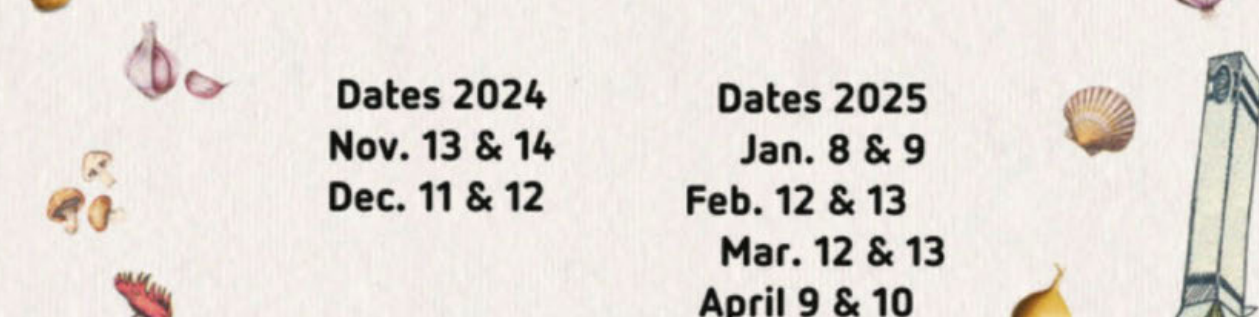 Dates 2024
Nov. 13 & 14
Dec. 11 & 12
Dates 2025
Jan. 8 & 9
Feb. 12 & 13
Mar. 12 & 13
April 9 & 10